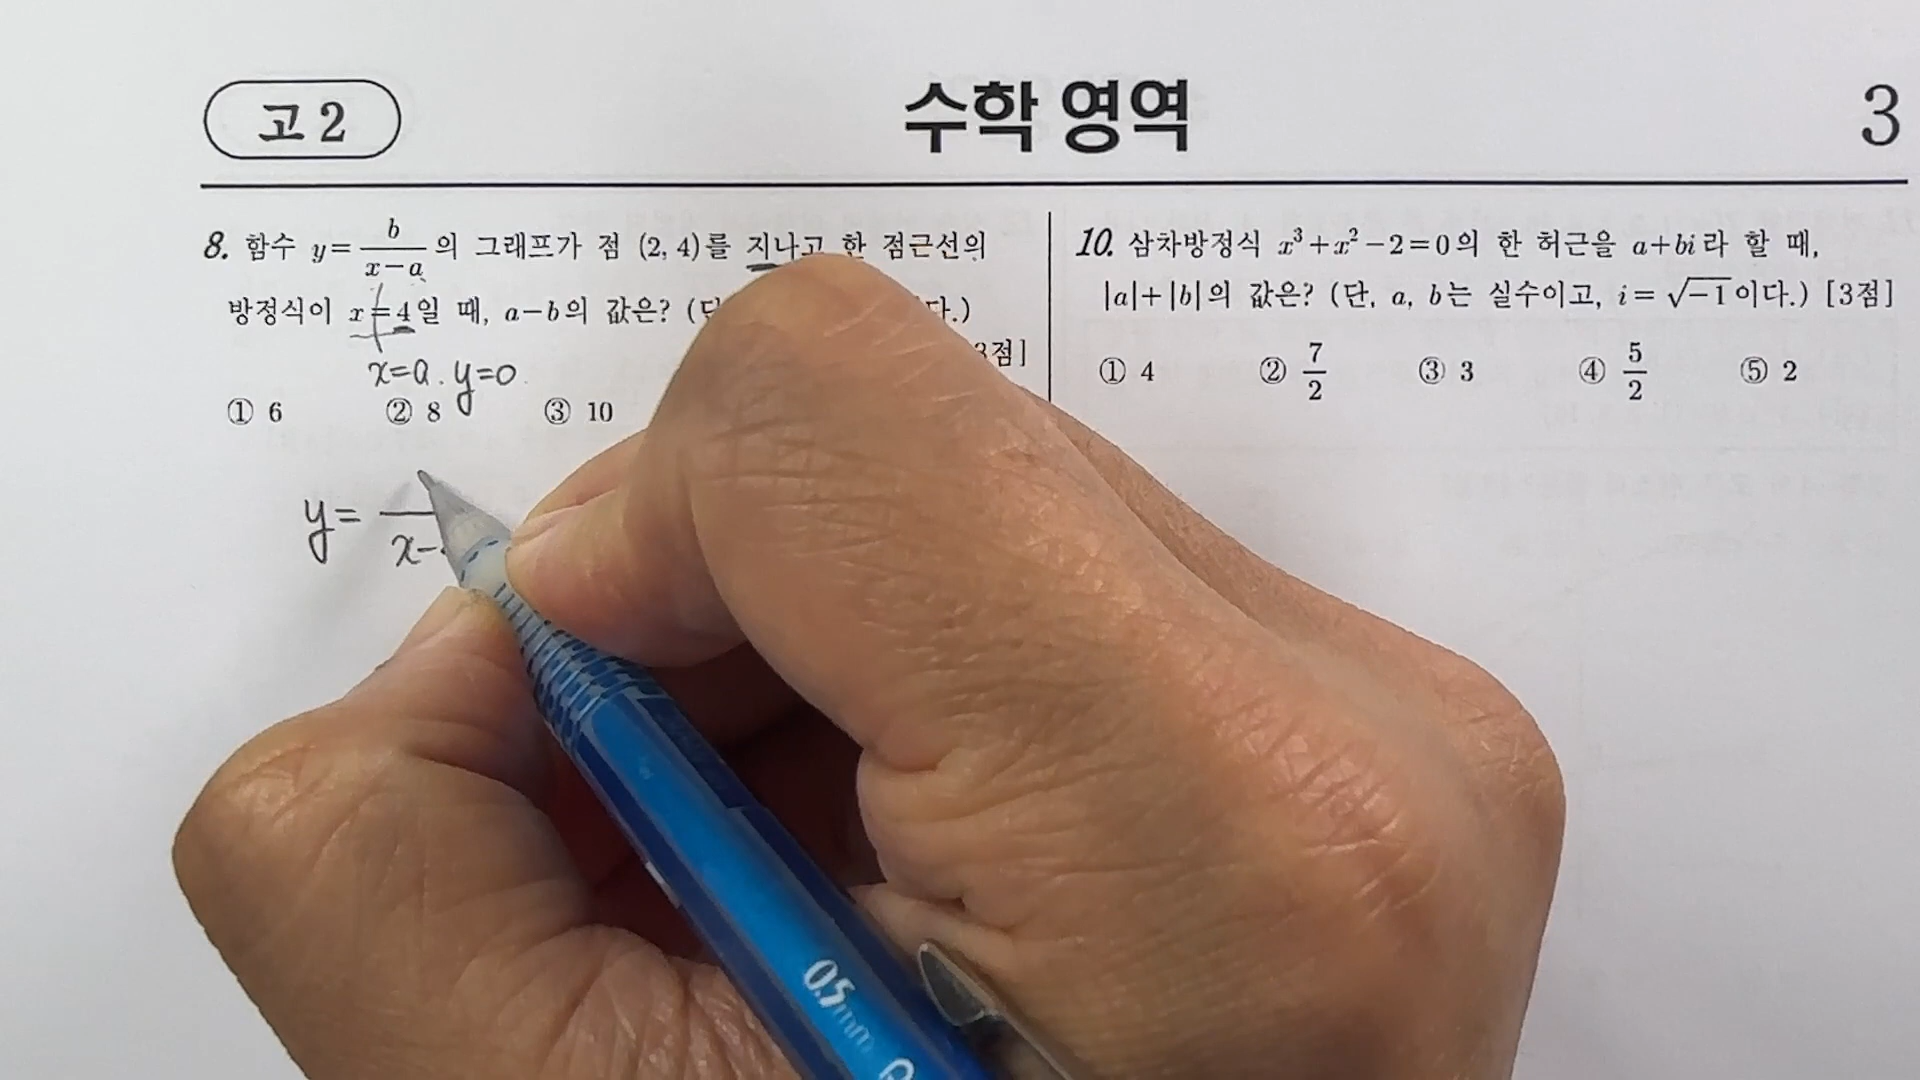 고 2
수학 영역
3
8. 함수 y = b/(x-a) 의 그래프가 점 (2, 4)를 지나고 한 점근선의
방정식이 x = 4일 때, a-b의 값은? (단
다.)
3점]
x=a. y=0.
① 6 ② 8 ③ 10
y= /x-
10. 삼차방정식 x³+x²-2=0의 한 허근을 a+bi라 할 때,
|a|+|b|의 값은? (단, a, b는 실수이고, i=√-1이다.) [3점]
① 4 ② 7/2 ③ 3 ④ 5/2 ⑤ 2
0.5mm